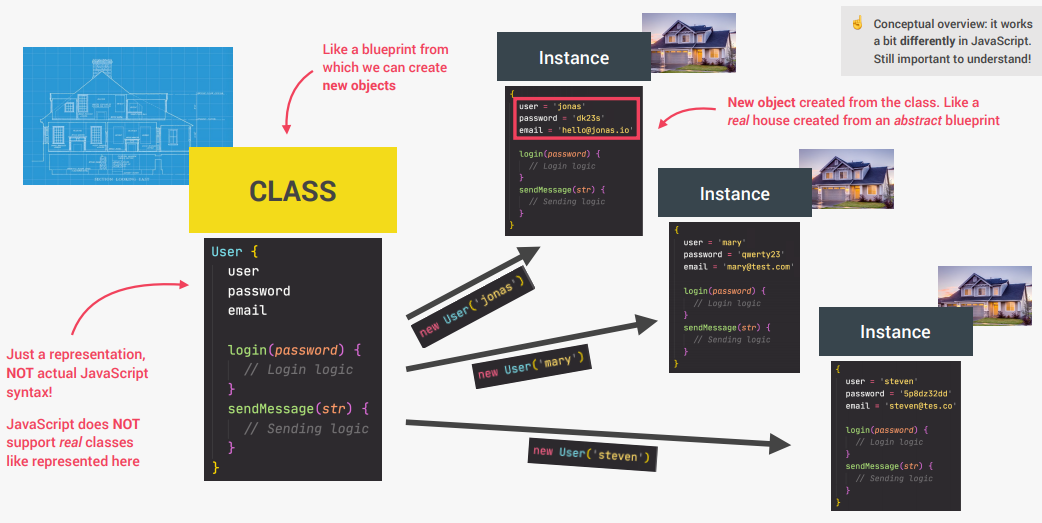 Like a blueprint from
which we can create
new objects
CLASS
User {
user
password
email
login(password) {
// Login logic
}
sendMessage(str) {
// Sending logic
}
}
Just a representation,
NOT actual JavaScript
syntax!
JavaScript does NOT
support real classes
like represented here
new User('jonas')
new User('mary')
new User('steven')
Instance
{
user = 'jonas'
password = 'dk23s'
email = 'hello@jonas.io'
login(password) {
// Login logic
}
sendMessage(str) {
// Sending logic
}
}
☝️ Conceptual overview: it works
a bit differently in JavaScript.
Still important to understand!
New object created from the class. Like a
real house created from an abstract blueprint
Instance
{
user = 'mary'
password = 'qwerty23'
email = 'mary@test.com'
login(password) {
// Login logic
}
sendMessage(str) {
// Sending logic
}
}
Instance
{
user = 'steven'
password = '5p8dz32dd'
email = 'steven@tes.co'
login(password) {
// Login logic
}
sendMessage(str) {
// Sending logic
}
}